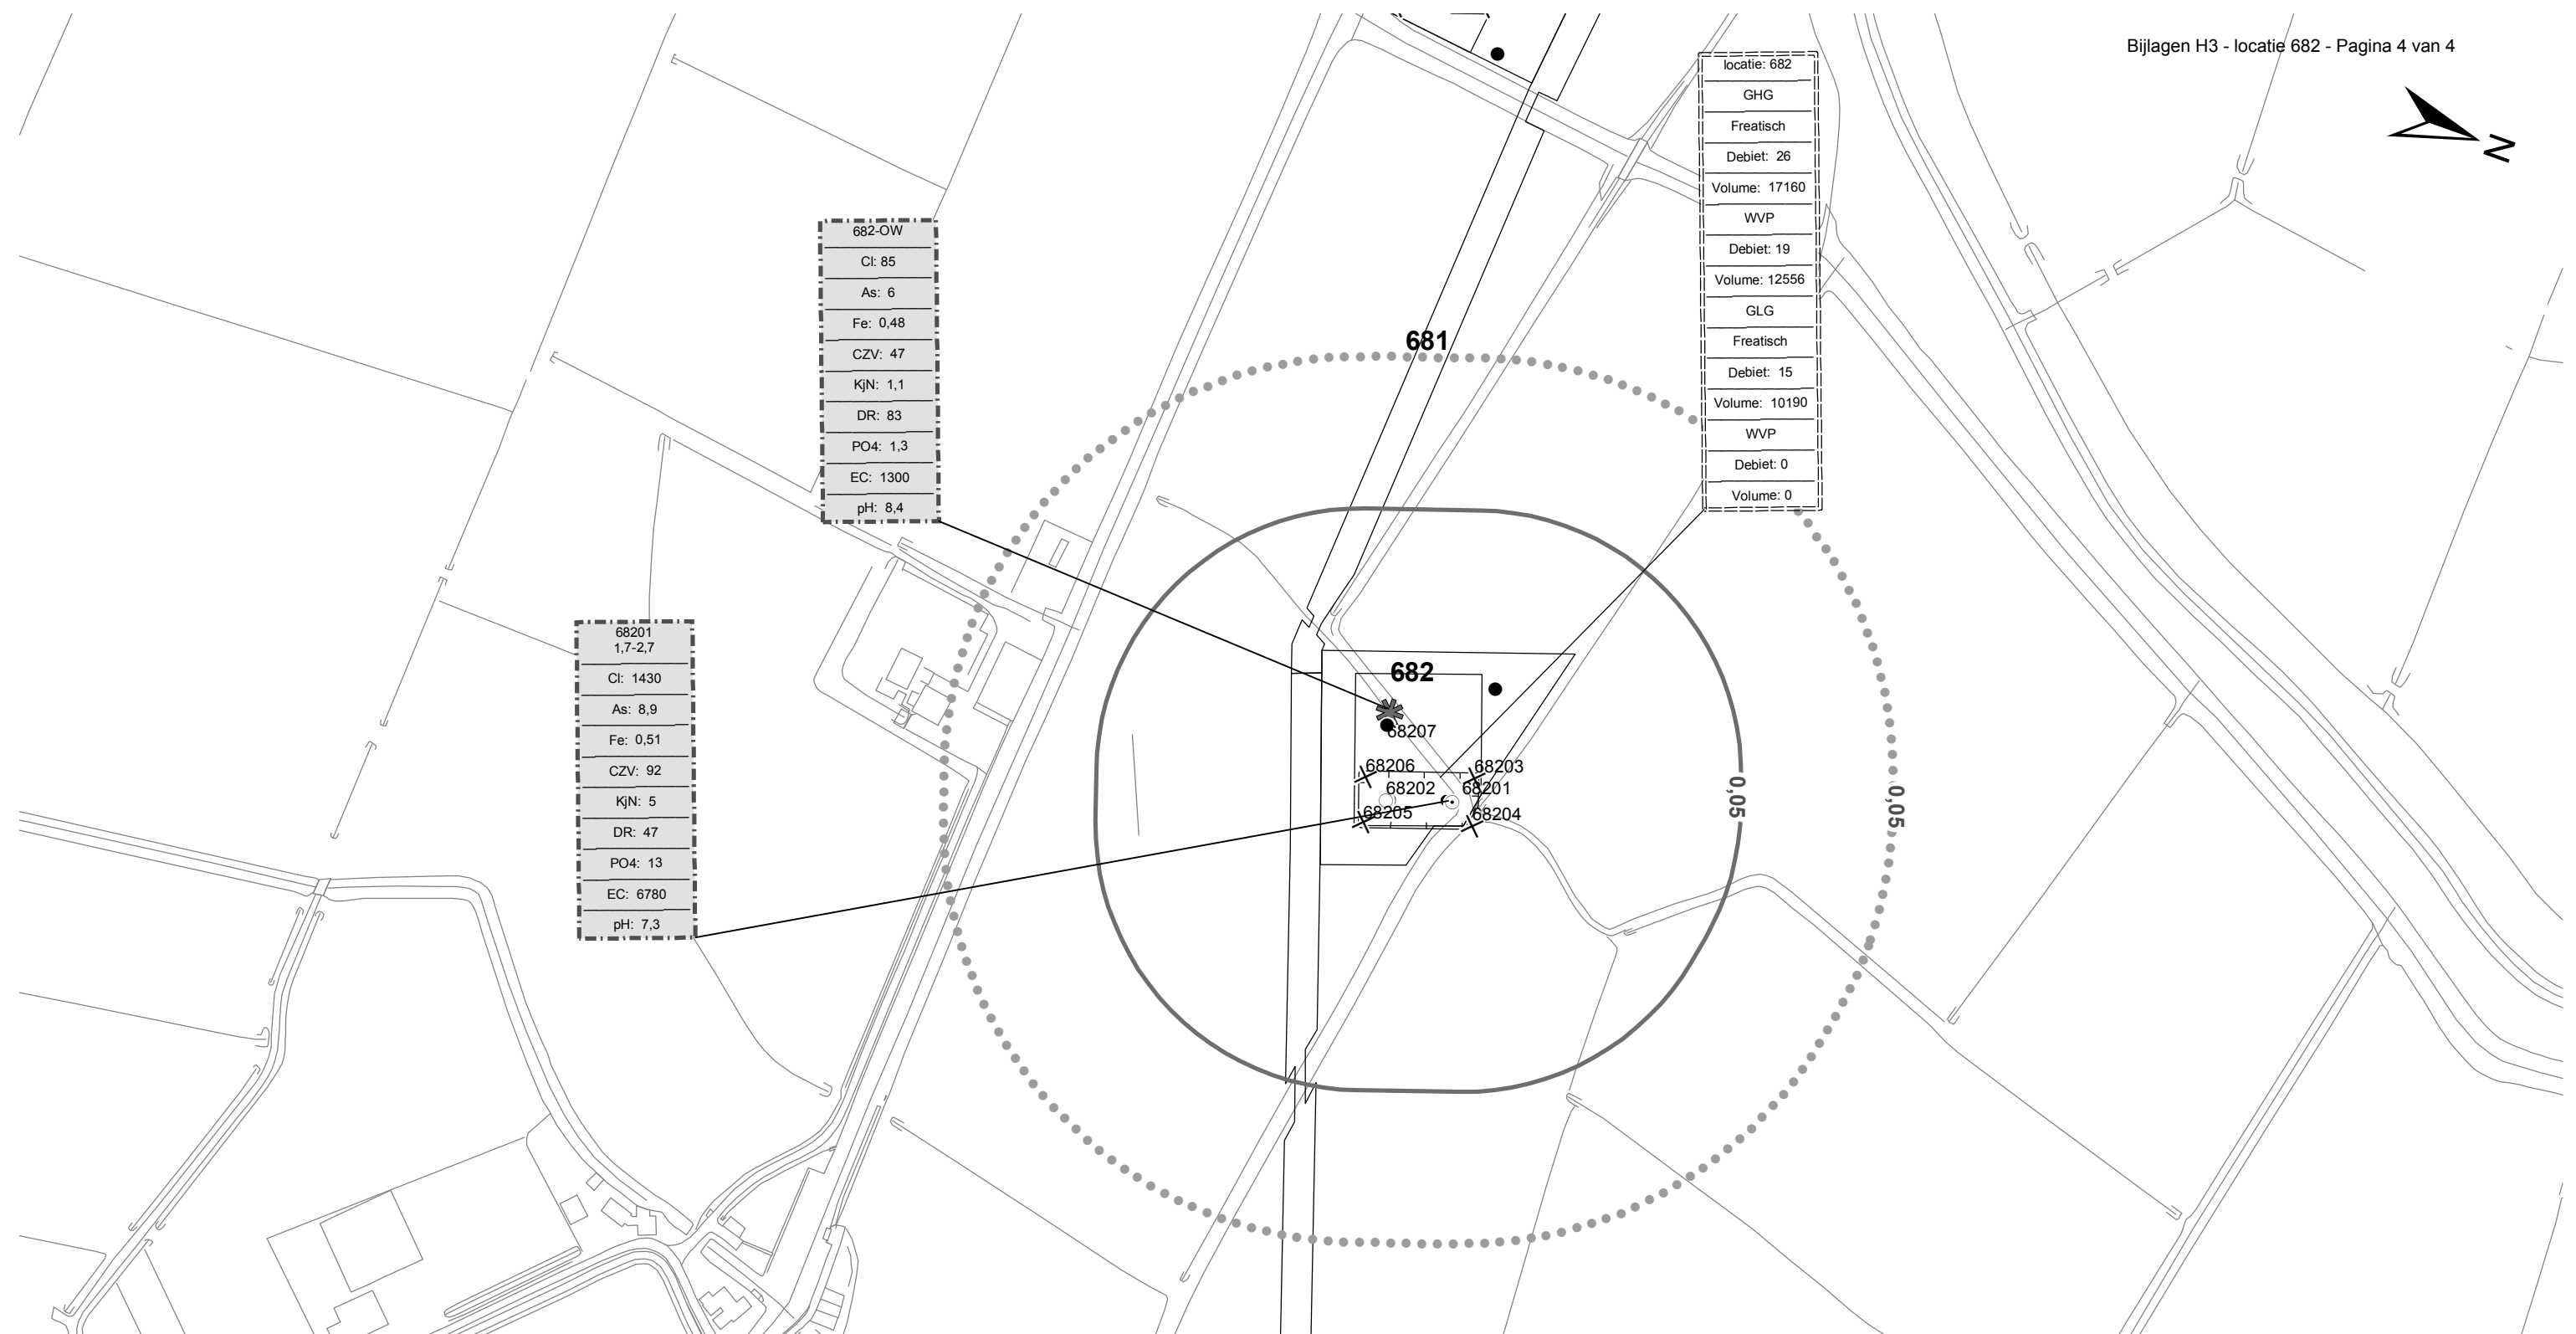 Bijlagen H3 - locatie 682 - Pagina 4 van 4
N
locatie: 682
GHG
Freatisch
Debiet: 26
Volume: 17160
WVP
Debiet: 19
Volume: 12556
GLG
Freatisch
Debiet: 15
Volume: 10190
WVP
Debiet: 0
Volume: 0
682-OW
Cl: 85
As: 6
Fe: 0,48
CZV: 47
KjN: 1,1
DR: 83
PO4: 1,3
EC: 1300
pH: 8,4
681
68201
1,7-2,7
Cl: 1430
As: 8,9
Fe: 0,51
CZV: 92
KjN: 5
DR: 47
PO4: 13
EC: 6780
pH: 7,3
682
68207
68206
68203
68202
68201
68205
68204
0,05
0,05